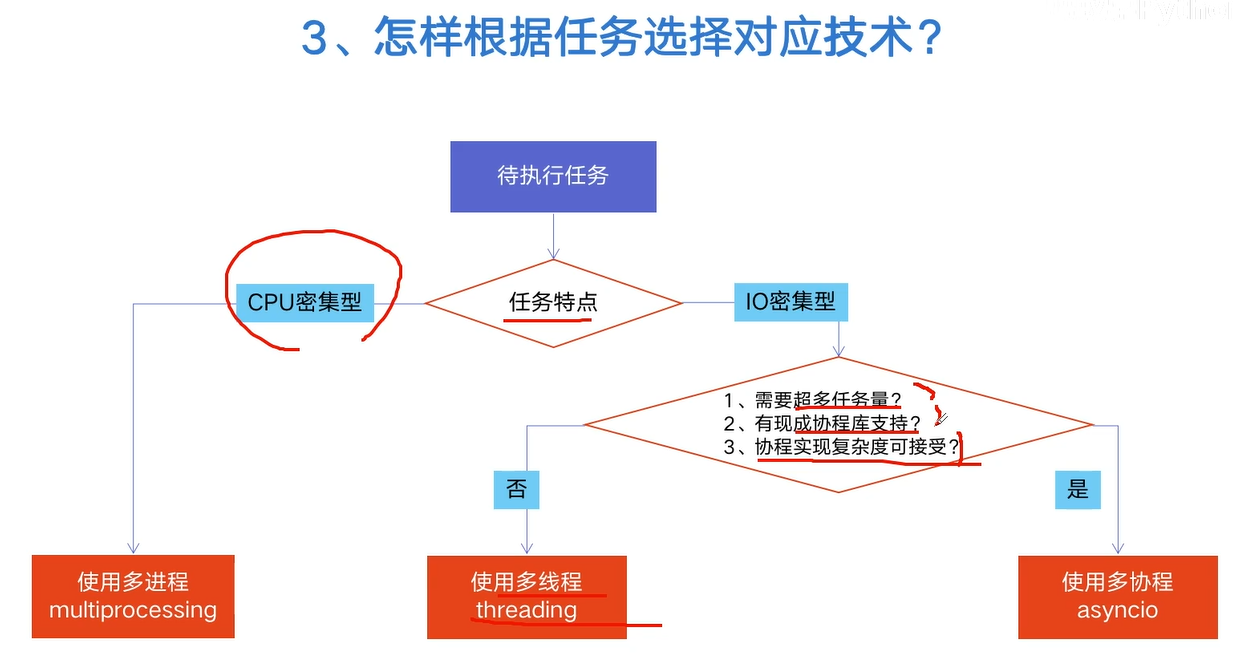 3、怎样根据任务选择对应技术？
待执行任务
CPU密集型
任务特点
IO密集型
1、需要超多任务量?
2、有现成协程库支持?
3、协程实现复杂度可接受?
否
是
使用多进程
multiprocessing
使用多线程
threading
使用多协程
asyncio